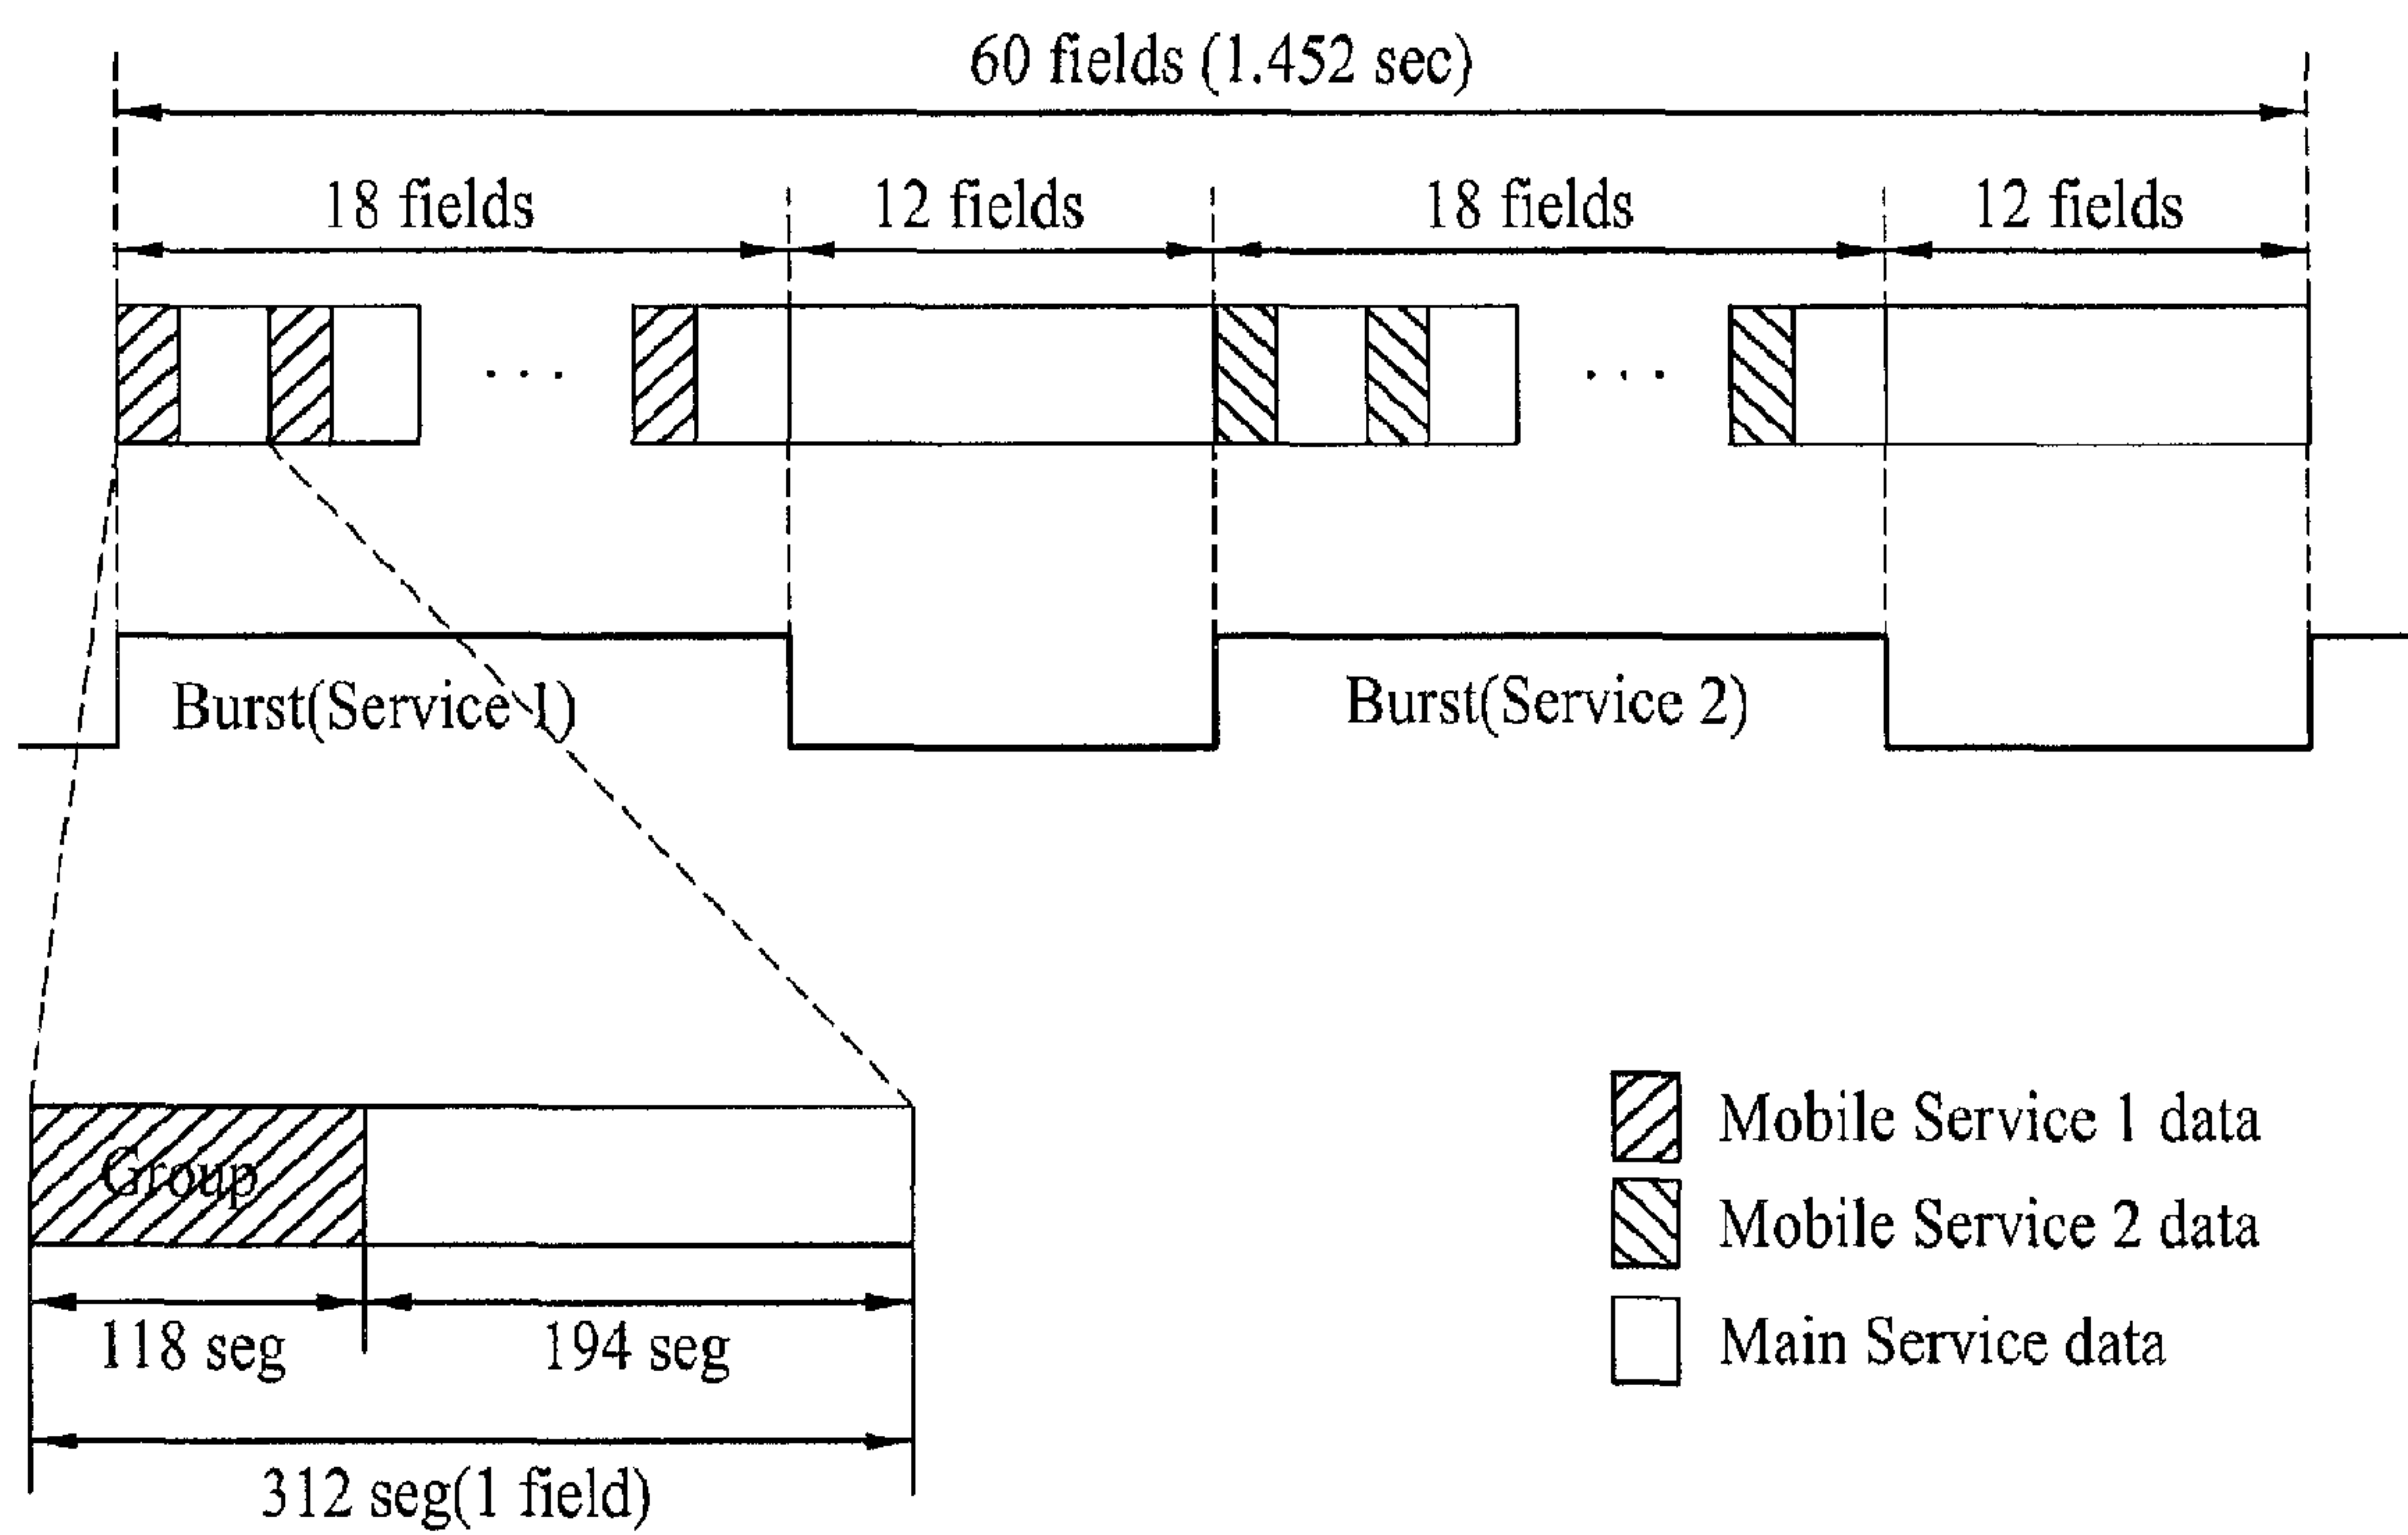 60 fields (1.452 sec)
18 fields
12 fields
18 fields
12 fields
. . .
. . .
Burst(Service 1)
Burst(Service 2)
Group
118 seg
194 seg
312 seg(1 field)
Mobile Service 1 data
Mobile Service 2 data
Main Service data